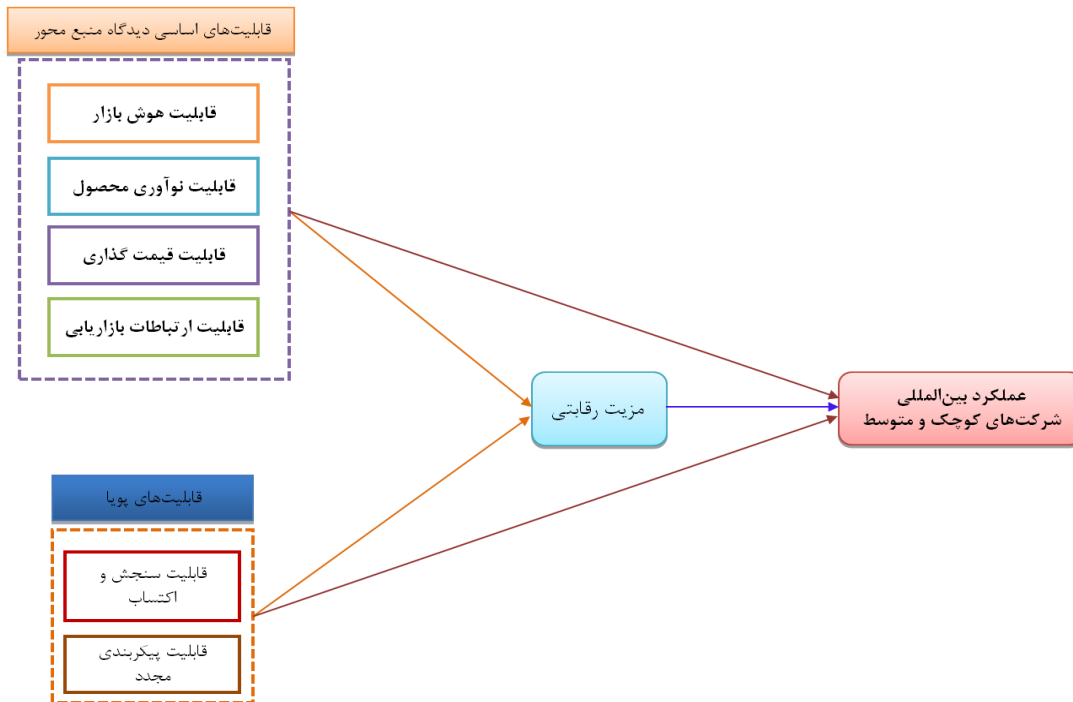 قابلیت‌های اساسی دیدگاه منبع محور
قابلیت هوش بازار
قابلیت نوآوری محصول
قابلیت قیمت گذاری
قابلیت ارتباطات بازاریابی
مزیت رقابتی
عملکرد بین‌المللی
شرکت‌های کوچک و متوسط
قابلیت‌های پویا
قابلیت سنجش و
اکتساب
قابلیت پیکربندی
مجدد